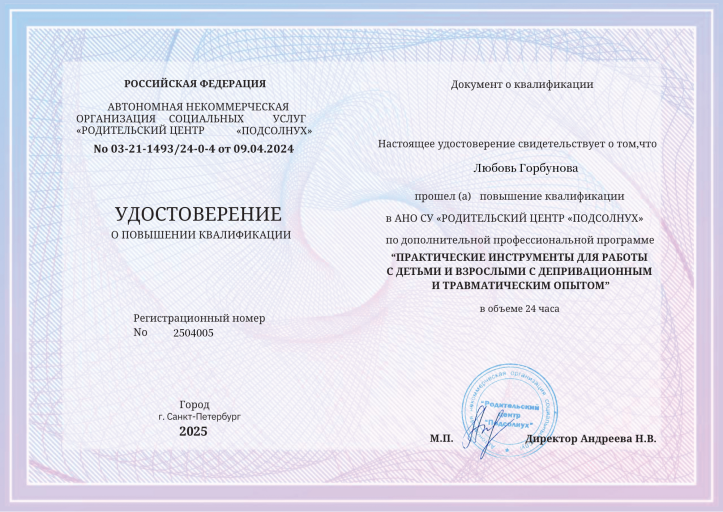 РОССИЙСКАЯ ФЕДЕРАЦИЯ
АВТОНОМНАЯ НЕКОММЕРЧЕСКАЯ
ОРГАНИЗАЦИЯ СОЦИАЛЬНЫХ УСЛУГ
«РОДИТЕЛЬСКИЙ ЦЕНТР «ПОДСОЛНУХ»
No 03-21-1493/24-0-4 от 09.04.2024
УДОСТОВЕРЕНИЕ
О ПОВЫШЕНИИ КВАЛИФИКАЦИИ
Регистрационный номер
No 2504005
Город
г. Санкт-Петербург
2025
Документ о квалификации
Настоящее удостоверение свидетельствует о том,что
Любовь Горбунова
прошел (а) повышение квалификации
в АНО СУ «РОДИТЕЛЬСКИЙ ЦЕНТР «ПОДСОЛНУХ»
по дополнительной профессиональной программе
“ПРАКТИЧЕСКИЕ ИНСТРУМЕНТЫ ДЛЯ РАБОТЫ
С ДЕТЬМИ И ВЗРОСЛЫМИ С ДЕПРИВАЦИОННЫМ
И ТРАВМАТИЧЕСКИМ ОПЫТОМ”
в объеме 24 часа
"Родительский
Центр
"Подсолнух"
М.П. Директор Андреева Н.В.